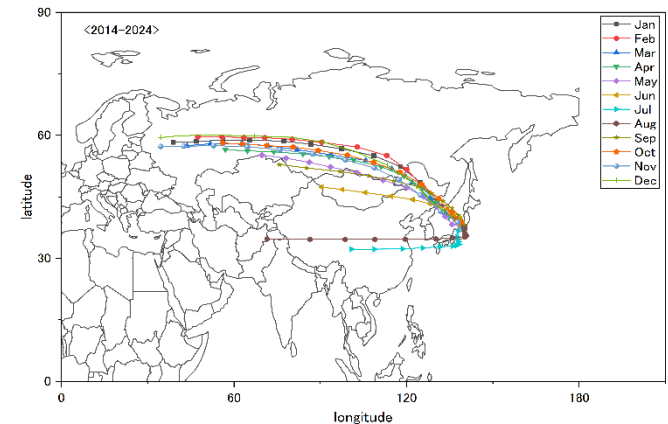 <2014-2024>
90
60
30
0
latitude
0
60
120
180
longitude
Jan
Feb
Mar
Apr
May
Jun
Jul
Aug
Sep
Oct
Nov
Dec